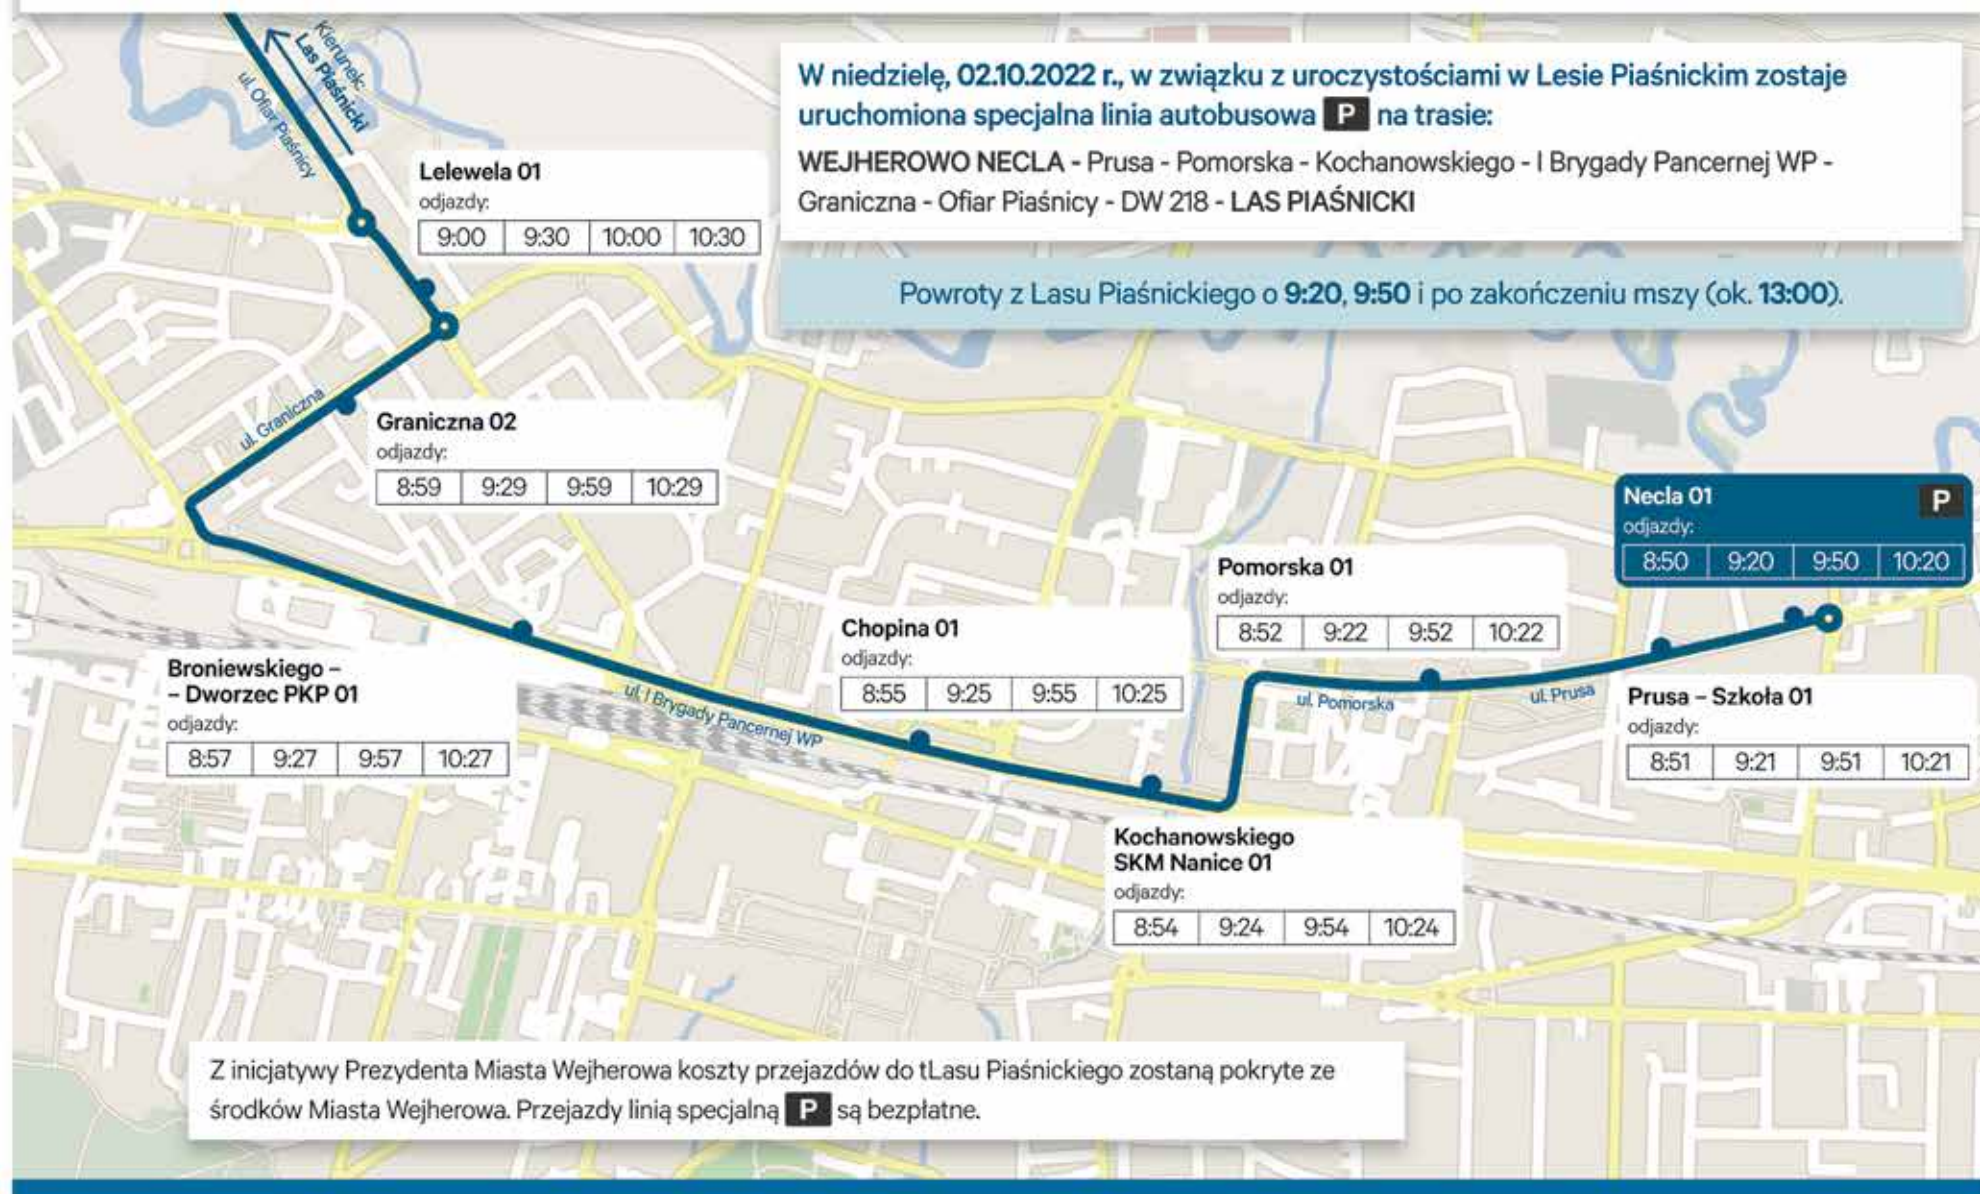 Kierunek:
Las Piaśnicki
ul. Ofiar Piaśnicy
W niedzielę, 02.10.2022 r., w związku z uroczystościami w Lesie Piaśnickim zostaje
uruchomiona specjalna linia autobusowa P na trasie:
WEJHEROWO NECLA - Prusa - Pomorska - Kochanowskiego - I Brygady Pancernej WP -
Graniczna - Ofiar Piaśnicy - DW 218 - LAS PIAŚNICKI
Powroty z Lasu Piaśnickiego o 9:20, 9:50 i po zakończeniu mszy (ok. 13:00).
Lelewela 01
odjazdy:
9:00 9:30 10:00 10:30
ul. Graniczna
Graniczna 02
odjazdy:
8:59 9:29 9:59 10:29
Necla 01 P
odjazdy:
8:50 9:20 9:50 10:20
Pomorska 01
odjazdy:
8:52 9:22 9:52 10:22
Chopina 01
odjazdy:
8:55 9:25 9:55 10:25
Broniewskiego –
– Dworzec PKP 01
odjazdy:
8:57 9:27 9:57 10:27
ul. I Brygady Pancernej WP
ul. Pomorska
ul. Prusa
Prusa – Szkoła 01
odjazdy:
8:51 9:21 9:51 10:21
Kochanowskiego
SKM Nanice 01
odjazdy:
8:54 9:24 9:54 10:24
Z inicjatywy Prezydenta Miasta Wejherowa koszty przejazdów do tLasu Piaśnickiego zostaną pokryte ze
środków Miasta Wejherowa. Przejazdy linią specjalną P są bezpłatne.